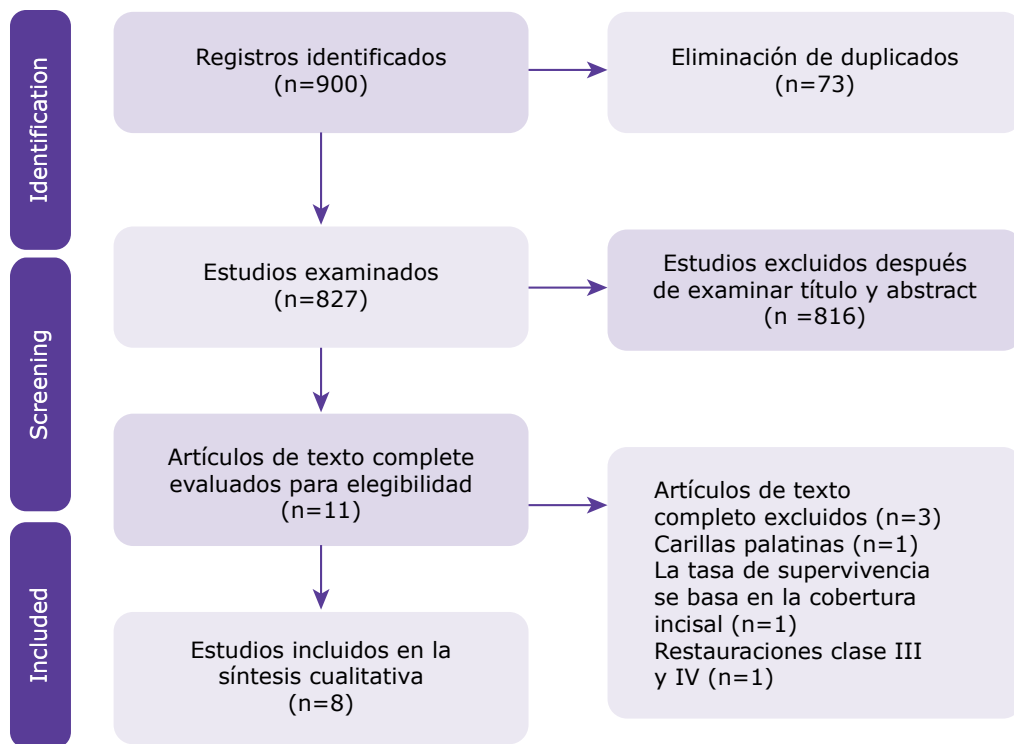 Identification
Registros identificados
(n=900)
Eliminación de duplicados
(n=73)
Screening
Estudios examinados
(n=827)
Estudios excluidos después
de examinar título y abstract
(n =816)
Artículos de texto complete
evaluados para elegibilidad
(n=11)
Artículos de texto
completo excluidos (n=3)
Carillas palatinas (n=1)
La tasa de supervivencia
se basa en la cobertura
incisal (n=1)
Restauraciones clase III
y IV (n=1)
Included
Estudios incluidos en la
síntesis cualitativa
(n=8)